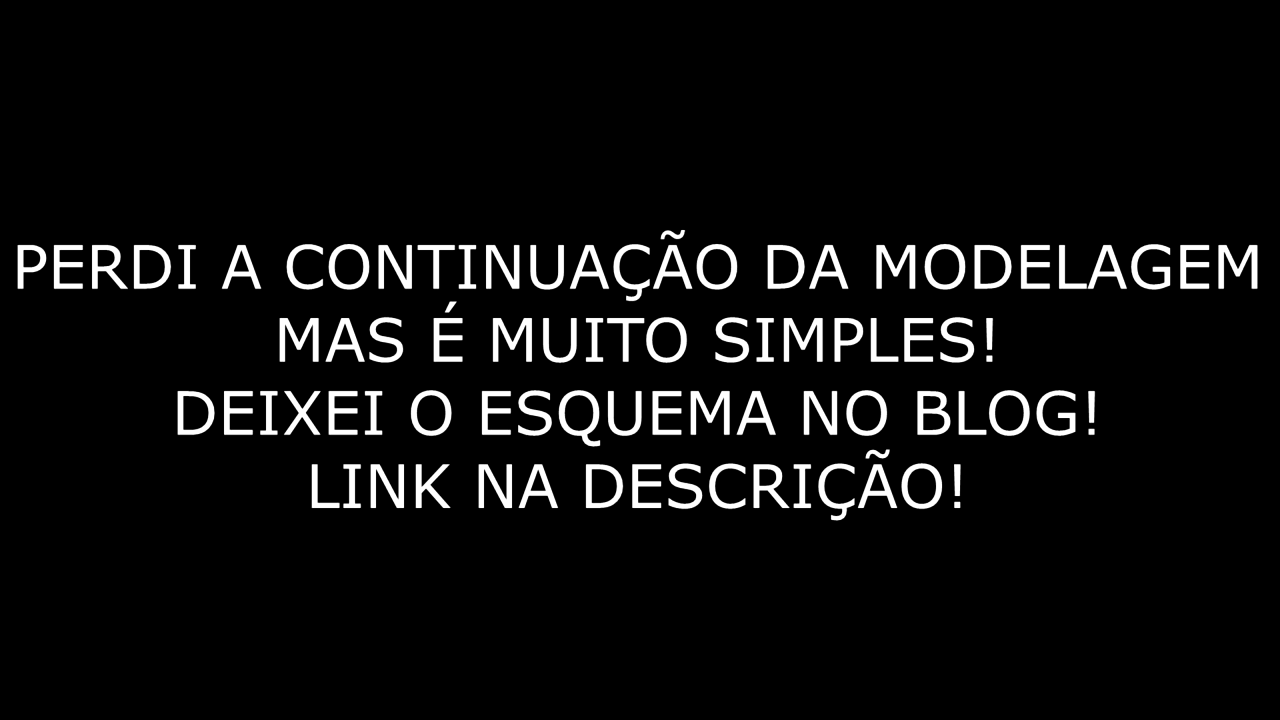 PERDI A CONTINUAÇÃO DA MODELAGEM
MAS É MUITO SIMPLES!
DEIXEI O ESQUEMA NO BLOG!
LINK NA DESCRIÇÃO!